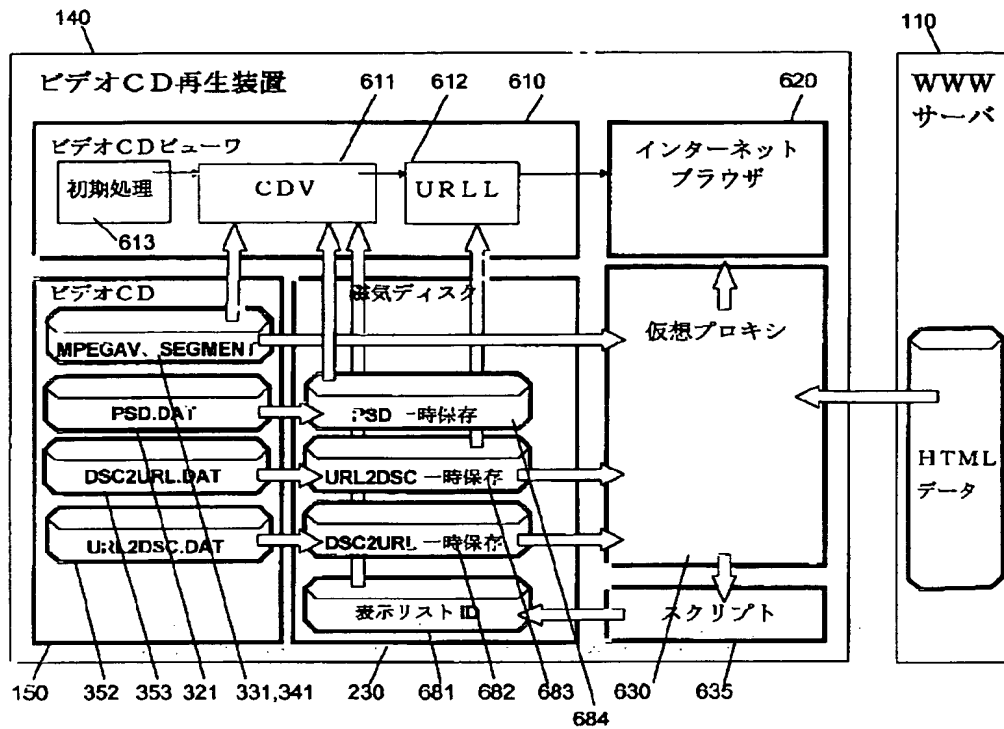 140
110
ビデオCD再生装置
611
612
610
620
WWW
サーバ
ビデオCDビューワ
初期処理
CDV
URLL
インターネット
ブラウザ
613
ビデオCD
磁気ディスク
仮想プロキシ
MPEGAV、SEGMENT
PSD.DAT
PSD 一時保存
DSC2URL.DAT
URL2DSC 一時保存
HTML
データ
URL2DSC.DAT
DSC2URL 一時保存
表示リスト ID
スクリプト
150
352
353
321
331,341
230
681
682
683
684
630
635